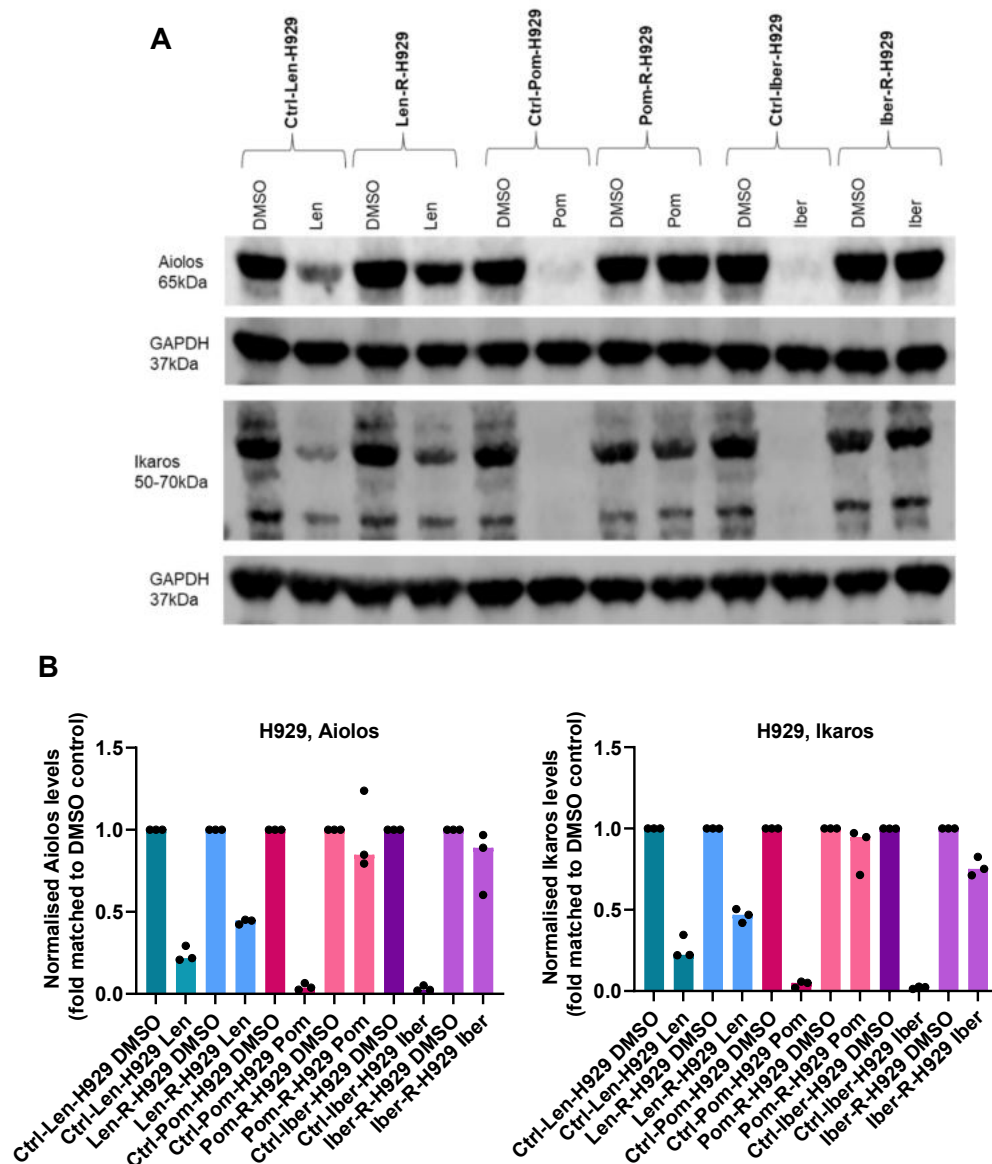 A
Ctrl-Len-H929
Len-R-H929
Ctrl-Pom-H929
Pom-R-H929
Ctrl-Iber-H929
Iber-R-H929
DMSO
Len
DMSO
Len
DMSO
Pom
DMSO
Pom
DMSO
Iber
DMSO
Iber
Aiolos
65kDa
GAPDH
37kDa
Ikaros
50-70kDa
GAPDH
37kDa
B
H929, Aiolos
Normalised Aiolos levels
(fold matched to DMSO control)
1.5
1.0
0.5
0.0
Ctrl-Len-H929 DMSO
Ctrl-Len-H929 Len
Len-R-H929 DMSO
Len-R-H929 Len
Ctrl-Pom-H929 DMSO
Ctrl-Pom-H929 Pom
Pom-R-H929 DMSO
Pom-R-H929 Pom
Ctrl-Iber-H929 DMSO
Ctrl-Iber-H929 Iber
Iber-R-H929 DMSO
Iber-R-H929 Iber
H929, Ikaros
Normalised Ikaros levels
(fold matched to DMSO control)
1.5
1.0
0.5
0.0
Ctrl-Len-H929 DMSO
Ctrl-Len-H929 Len
Len-R-H929 DMSO
Len-R-H929 Len
Ctrl-Pom-H929 DMSO
Ctrl-Pom-H929 Pom
Pom-R-H929 DMSO
Pom-R-H929 Pom
Ctrl-Iber-H929 DMSO
Ctrl-Iber-H929 Iber
Iber-R-H929 DMSO
Iber-R-H929 Iber